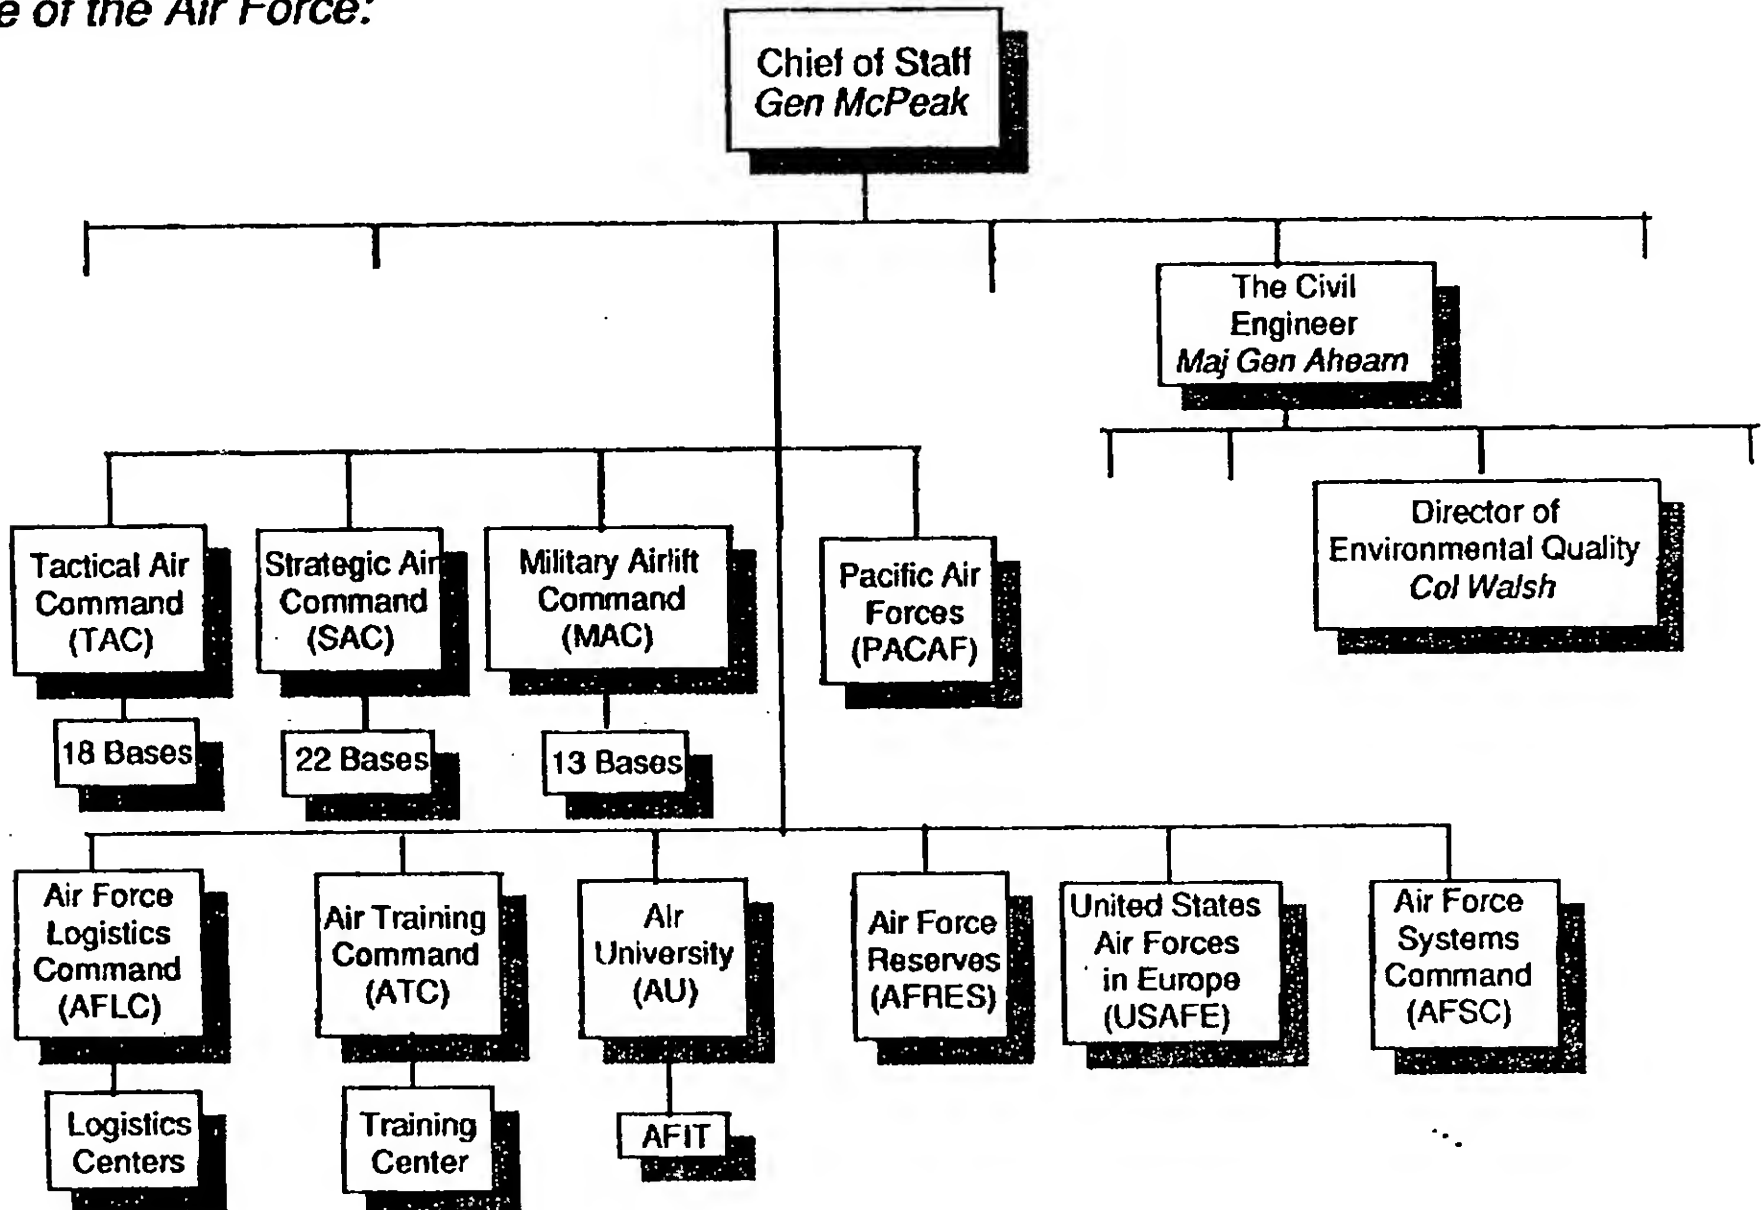 e of the Air Force:
Chief of Staff
Gen McPeak
The Civil
Engineer
Maj Gen Ahearn
Director of
Environmental Quality
Col Walsh
Tactical Air
Command
(TAC)
Strategic Air
Command
(SAC)
Military Airlift
Command
(MAC)
Pacific Air
Forces
(PACAF)
18 Bases
22 Bases
13 Bases
Air Force
Logistics
Command
(AFLC)
Air Training
Command
(ATC)
Air
University
(AU)
Air Force
Reserves
(AFRES)
United States
Air Forces
in Europe
(USAFE)
Air Force
Systems
Command
(AFSC)
Logistics
Centers
Training
Center
AFIT